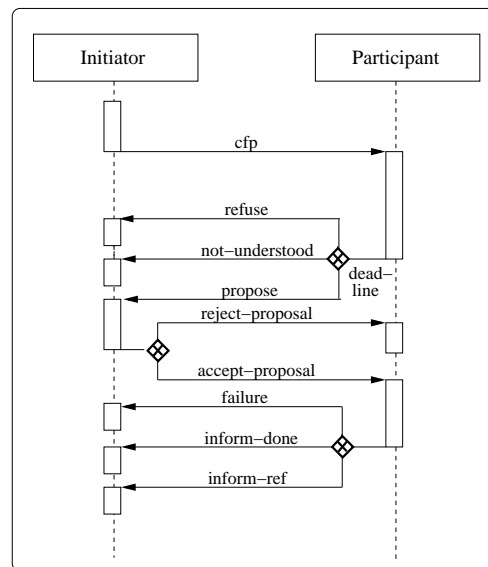 Initiator
Participant
cfp
refuse
not−understood
dead−
line
propose
reject−proposal
accept−proposal
failure
inform−done
inform−ref